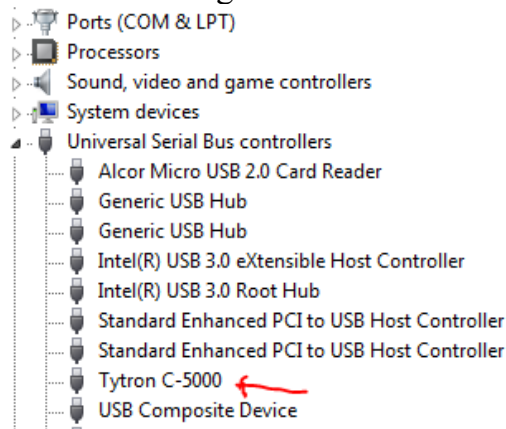 Ports (COM & LPT)
Processors
Sound, video and game controllers
System devices
Universal Serial Bus controllers
Alcor Micro USB 2.0 Card Reader
Generic USB Hub
Generic USB Hub
Intel(R) USB 3.0 eXtensible Host Controller
Intel(R) USB 3.0 Root Hub
Standard Enhanced PCI to USB Host Controller
Standard Enhanced PCI to USB Host Controller
Tytron C-5000
USB Composite Device